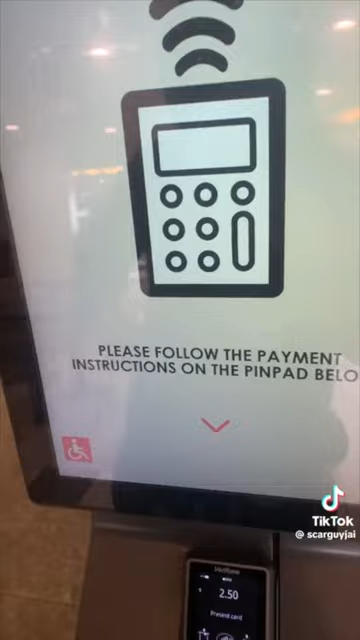 PLEASE FOLLOW THE PAYMENT
INSTRUCTIONS ON THE PINPAD BELO
TikTok
@ scarguyjai
Verifone
2.50
Present card